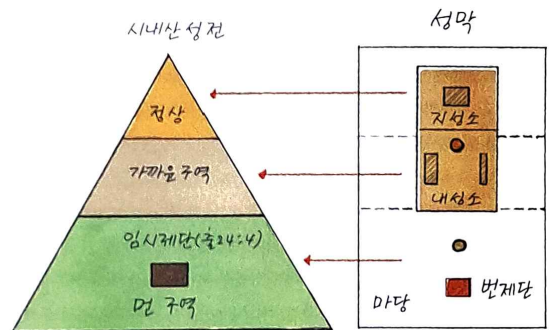 시내산 성전
성막
정상
지성소
가까운 구역
내성소
임시제단(출24:4)
먼 구역
마당
번제단